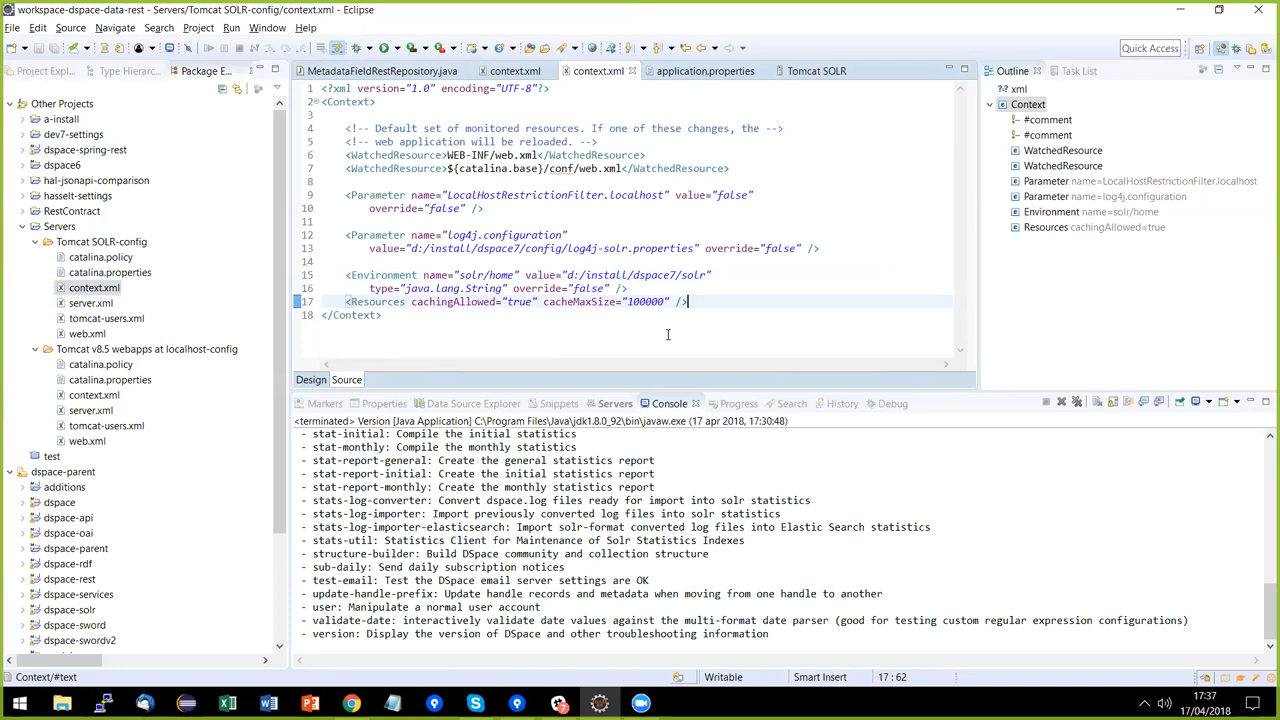 workspace-dspace-data-rest - Servers/Tomcat SOLR-config/context.xml - Eclipse
File Edit Source Navigate Search Project Run Window Help
Quick Access
Project Expl...
Type Hierarc...
Package E...
Other Projects
a-install
dev7-settings
dspace-spring-rest
dspace6
hal-jsonapi-comparison
hasselt-settings
RestContract
Servers
Tomcat SOLR-config
catalina.policy
catalina.properties
context.xml
server.xml
tomcat-users.xml
web.xml
Tomcat v8.5 webapps at localhost-config
catalina.policy
catalina.properties
context.xml
server.xml
tomcat-users.xml
web.xml
test
dspace-parent
additions
dspace
dspace-api
dspace-oai
dspace-parent
dspace-rdf
dspace-rest
dspace-services
dspace-solr
dspace-sword
dspace-swordv2
MetadataFieldRestRepository.java context.xml context.xml application.properties Tomcat SOLR
1 <?xml version="1.0" encoding="UTF-8"?>
2 <Context>
3
4 <!-- Default set of monitored resources. If one of these changes, the -->
5 <!-- web application will be reloaded. -->
6 <WatchedResource>WEB-INF/web.xml</WatchedResource>
7 <WatchedResource>${catalina.base}/conf/web.xml</WatchedResource>
8
9 <Parameter name="LocalHostRestrictionFilter.localhost" value="false"
10 override="false" />
11
12 <Parameter name="log4j.configuration"
13 value="d:/install/dspace7/config/log4j-solr.properties" override="false" />
14
15 <Environment name="solr/home" value="d:/install/dspace7/solr"
16 type="java.lang.String" override="false" />
17 <Resources cachingAllowed="true" cacheMaxSize="100000" />
18 </Context>
Design Source
Outline Task List
xml
Context
#comment
#comment
WatchedResource
WatchedResource
Parameter name=LocalHostRestrictionFilter.localhost
Parameter name=log4j.configuration
Environment name=solr/home
Resources cachingAllowed=true
Markers Properties Data Source Explorer Snippets Servers Console Progress Search History Debug
<terminated> Version [Java Application] C:\Program Files\Java\jdk1.8.0_92\bin\javaw.exe (17 apr 2018, 17:30:48)
- stat-initial: Compile the initial statistics
- stat-monthly: Compile the monthly statistics
- stat-report-general: Create the general statistics report
- stat-report-initial: Create the initial statistics report
- stat-report-monthly: Create the monthly statistics report
- stats-log-converter: Convert dspace.log files ready for import into solr statistics
- stats-log-importer: Import previously converted log files into solr statistics
- stats-log-importer-elasticsearch: Import solr-format converted log files into Elastic Search statistics
- stats-util: Statistics Client for Maintenance of Solr Statistics Indexes
- structure-builder: Build DSpace community and collection structure
- sub-daily: Send daily subscription notices
- test-email: Test the DSpace email server settings are OK
- update-handle-prefix: Update handle records and metadata when moving from one handle to another
- user: Manipulate a normal user account
- validate-date: interactively validate date values against the multi-format date parser (good for testing custom regular expression configurations)
- version: Display the version of DSpace and other troubleshooting information
Context/#text
Writable
Smart Insert
17 : 62
17:37
17/04/2018